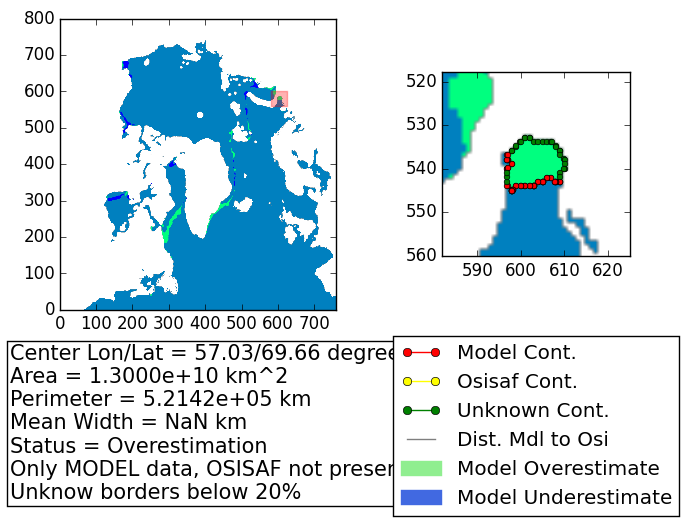 800
700
600
500
400
300
200
100
0
0 100 200 300 400 500 600 700
520
530
540
550
560
590 600 610 620
Center Lon/Lat = 57.03/69.66 degree
Area = 1.3000e+10 km^2
Perimeter = 5.2142e+05 km
Mean Width = NaN km
Status = Overestimation
Only MODEL data, OSISAF not presen
Unknow borders below 20%
Model Cont.
Osisaf Cont.
Unknown Cont.
Dist. Mdl to Osi
Model Overestimate
Model Underestimate